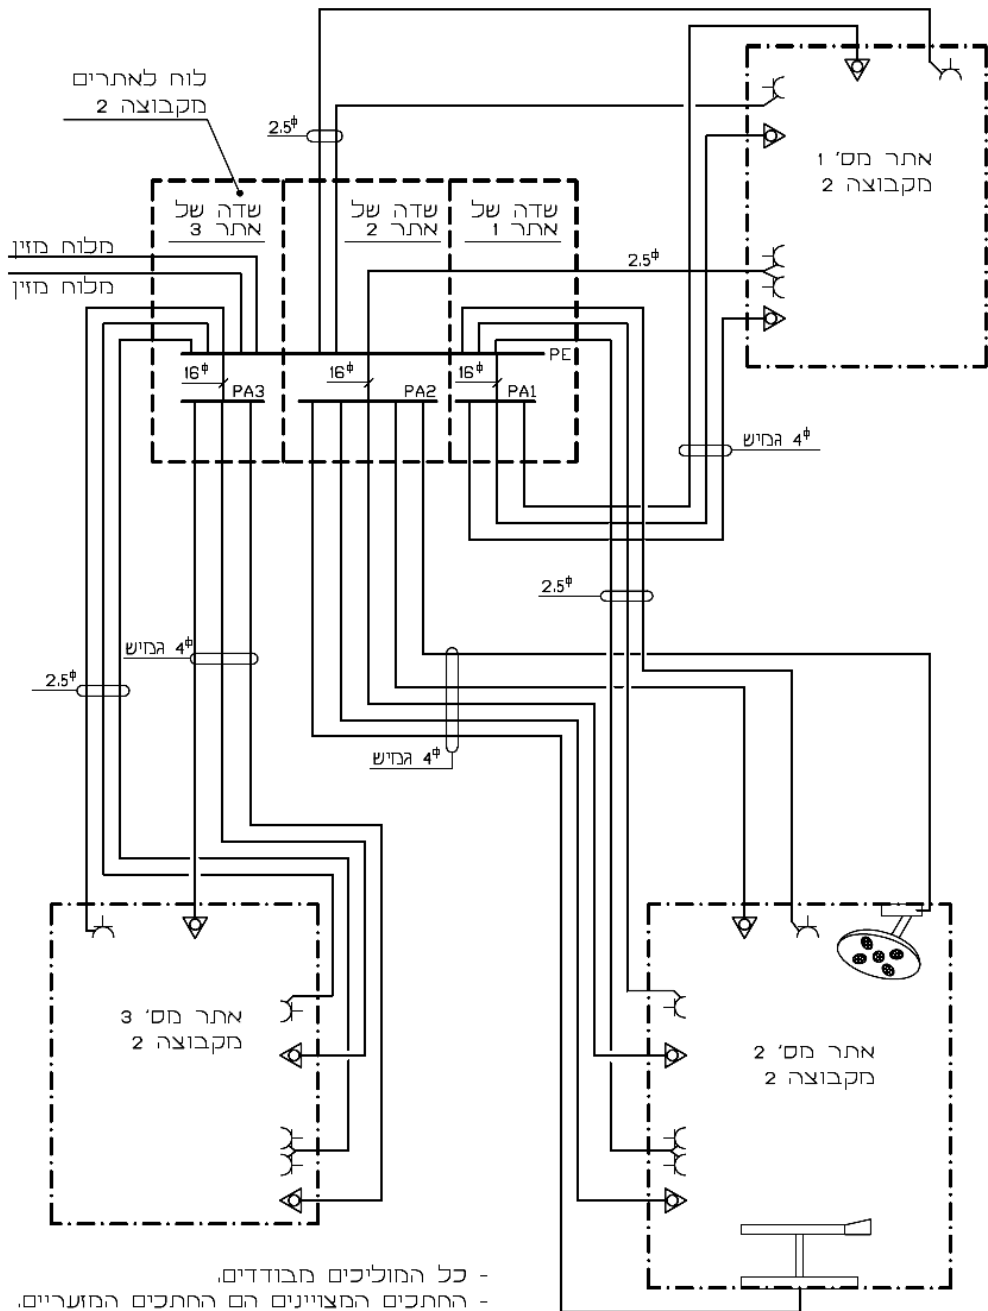 לוח לאתרים
מקבוצה 2
2.5ᶲ
אתר מס' 1
מקבוצה 2
שדה של
אתר 3
שדה של
אתר 2
שדה של
אתר 1
מלוח מזין
מלוח מזין
2.5ᶲ
PE
16ᶲ
16ᶲ
16ᶲ
PA3
PA2
PA1
4ᶲ גמיש
2.5ᶲ
4ᶲ גמיש
2.5ᶲ
4ᶲ גמיש
אתר מס' 3
מקבוצה 2
אתר מס' 2
מקבוצה 2
- כל המוליכים מבודדים.
- החתכים המצויינים הם החתכים המזעריים.